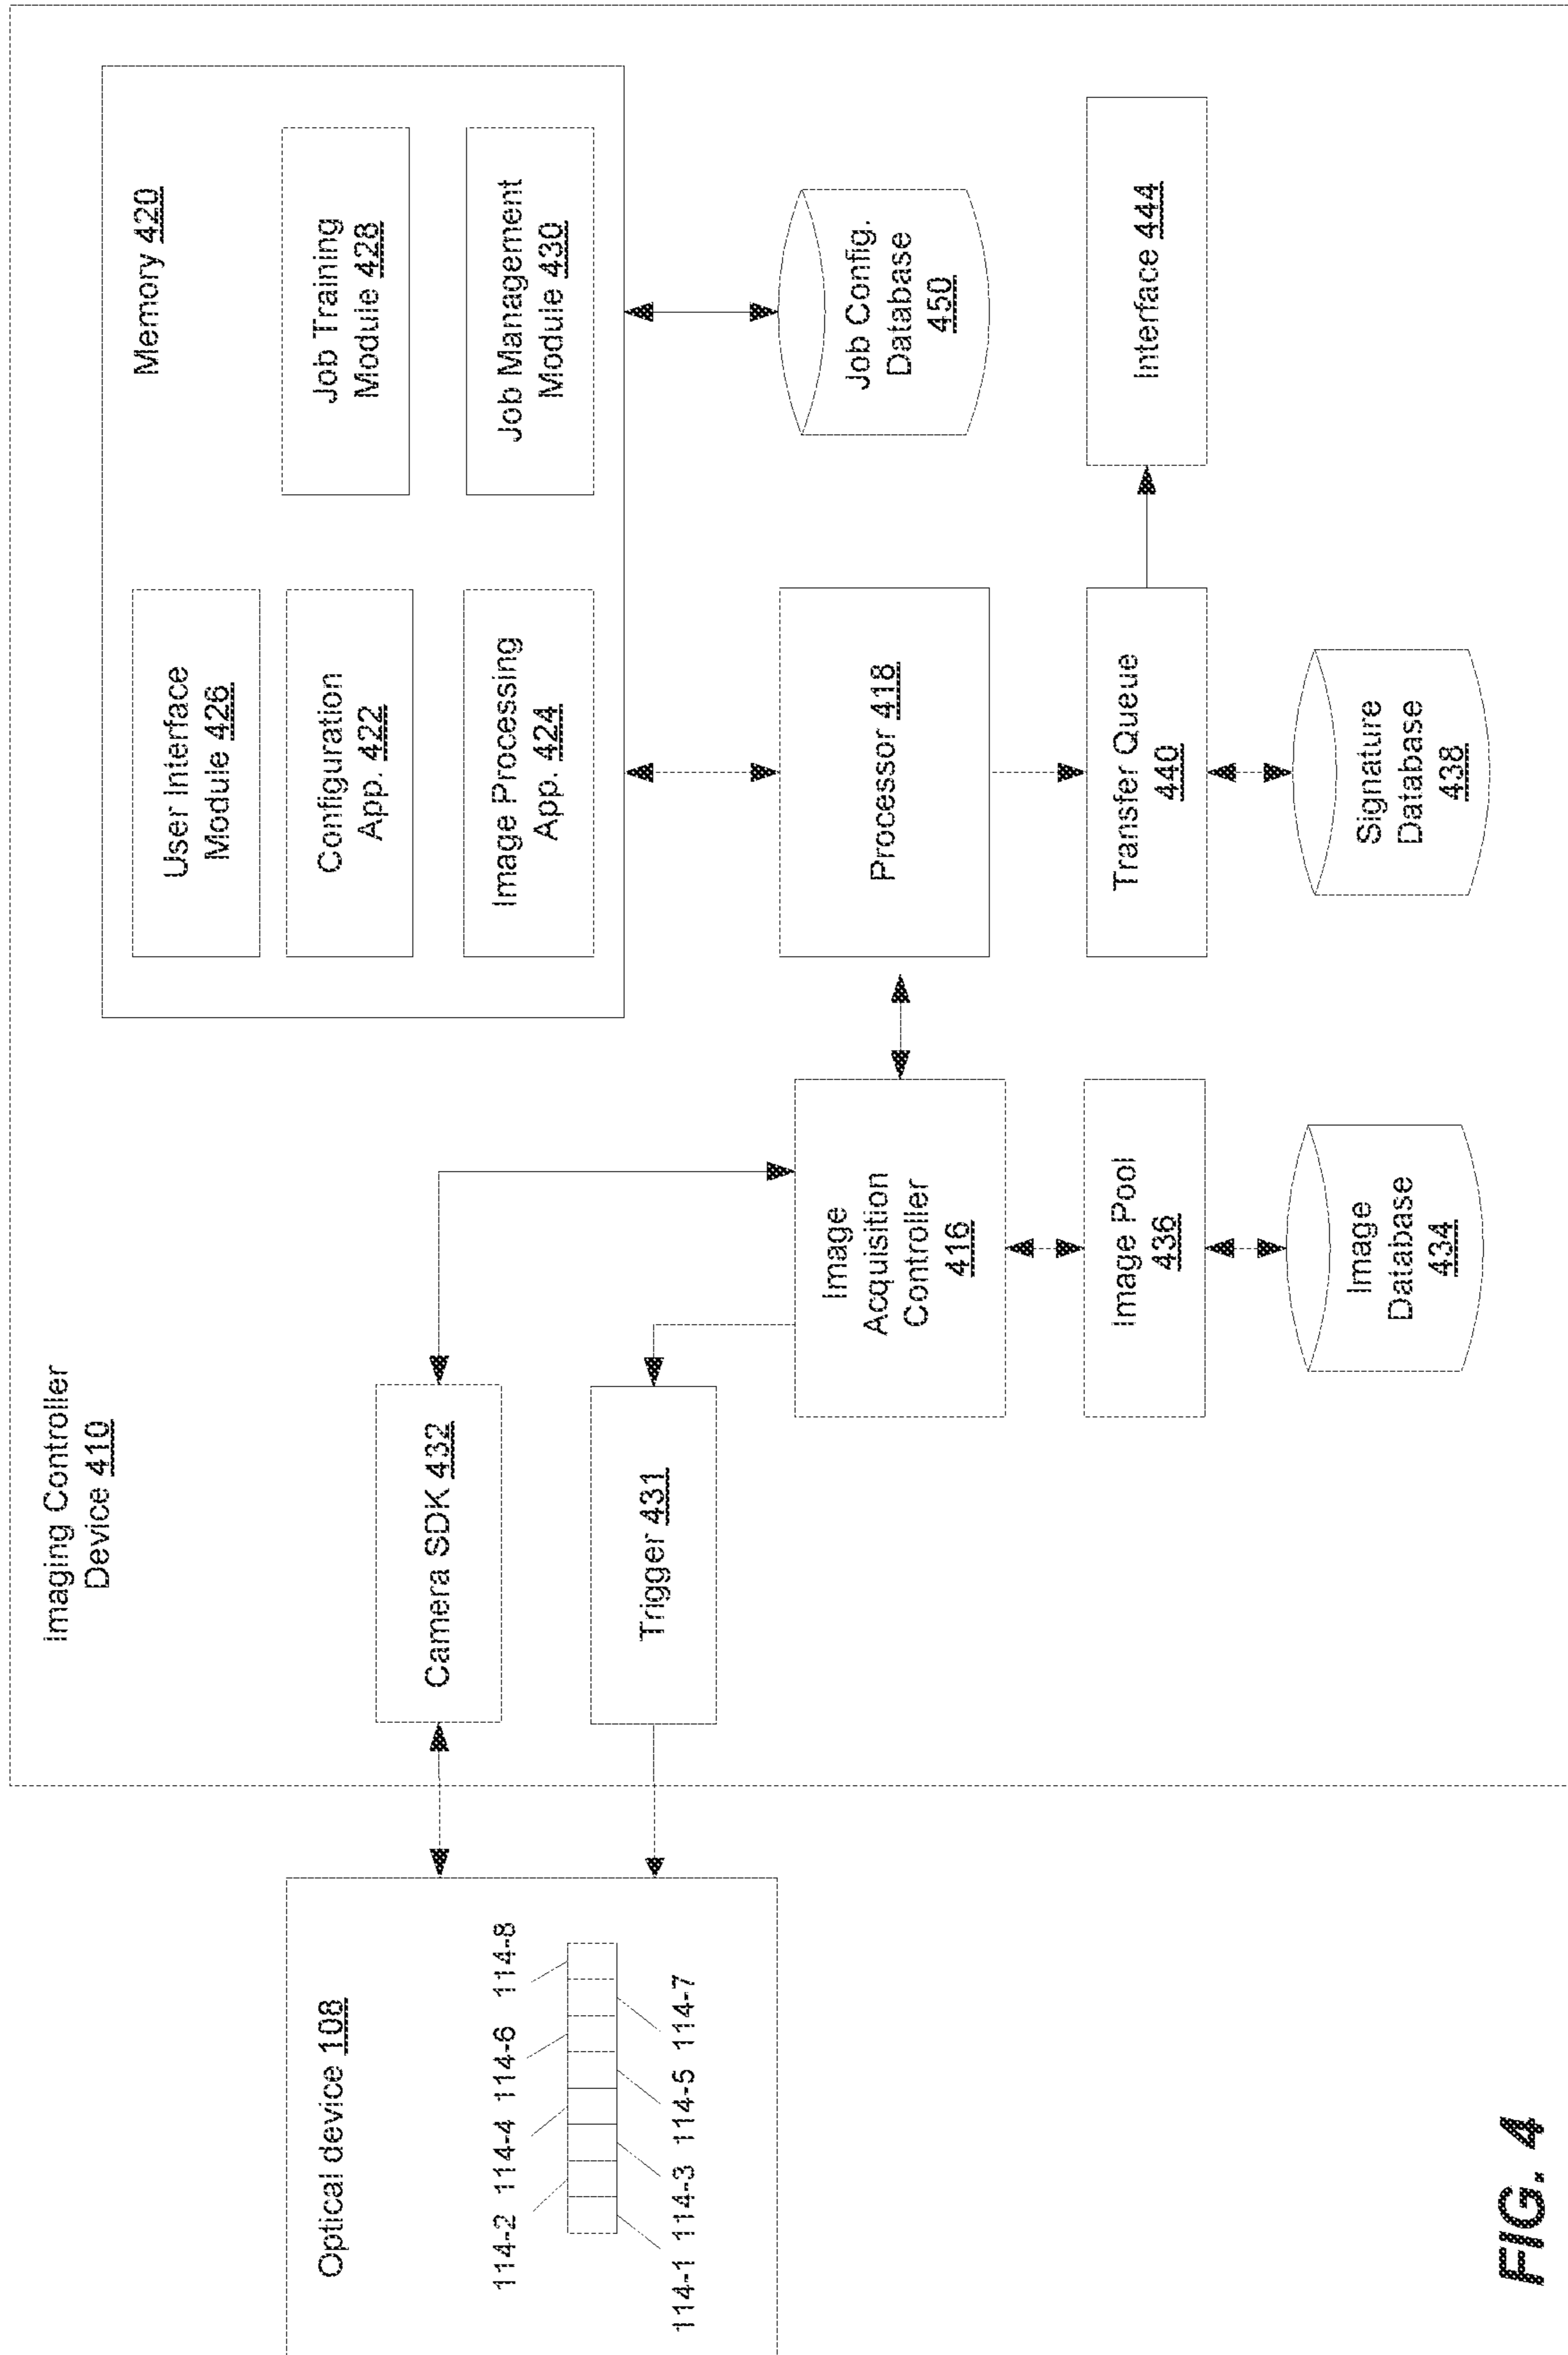 Imaging Controller
Device 410
Memory 420
User Interface
Module 426
Configuration
App. 422
Image Processing
App. 424
Job Training
Module 428
Job Management
Module 430
Optical device 108
114-2 114-4 114-6 114-8
114-1 114-3 114-5 114-7
Camera SDK 432
Trigger 431
Image
Acquisition
Controller
416
Processor 418
Job Config.
Database
450
Image Pool
436
Transfer Queue
440
Interface 444
Image
Database
434
Signature
Database
438
FIG. 4